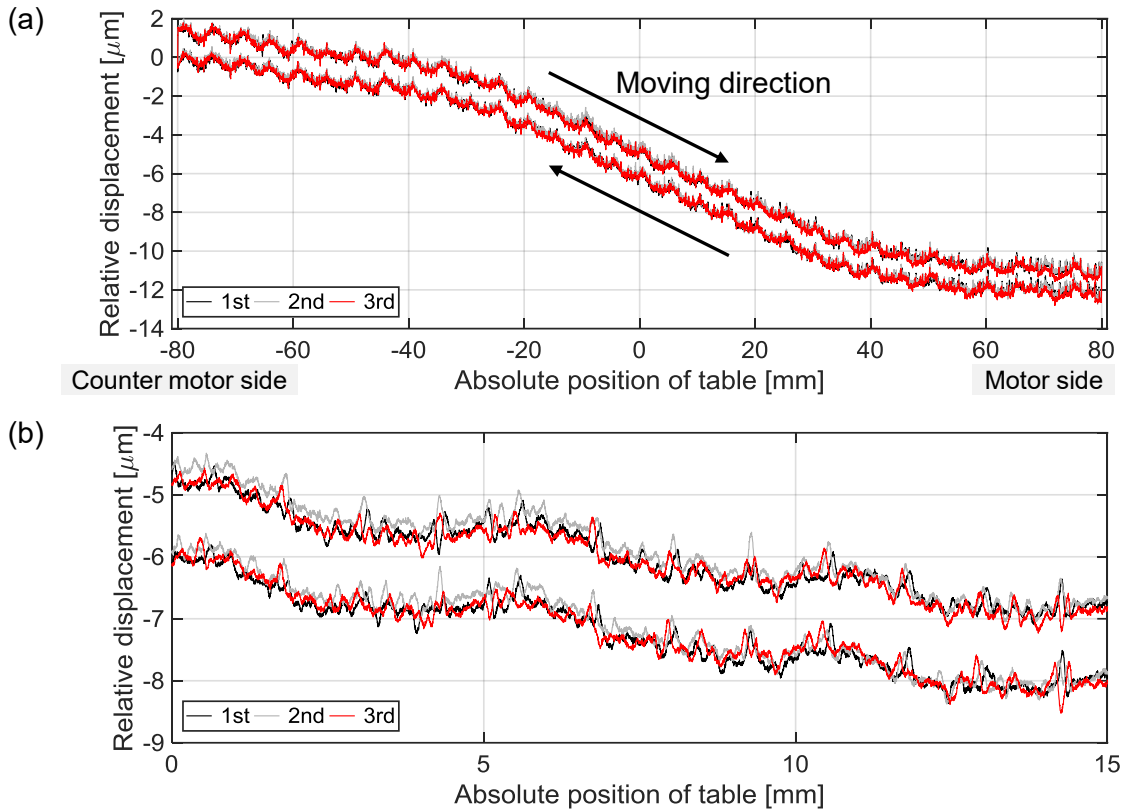 (a)
Relative displacement [μm]
2
0
-2
-4
-6
-8
-10
-12
-14
Moving direction
1st 2nd 3rd
-80 -60 -40 -20 0 20 40 60 80
Counter motor side Absolute position of table [mm] Motor side
(b)
Relative displacement [μm]
-4
-5
-6
-7
-8
-9
1st 2nd 3rd
0 5 10 15
Absolute position of table [mm]